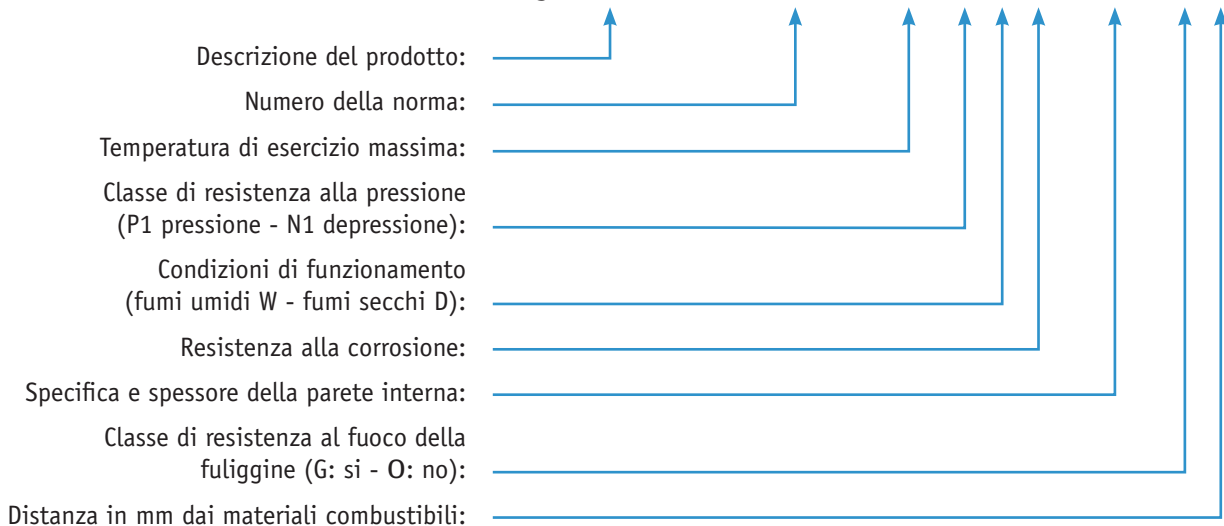 Descrizione del prodotto:
Numero della norma:
Temperatura di esercizio massima:
Classe di resistenza alla pressione
(P1 pressione - N1 depressione):
Condizioni di funzionamento
(fumi umidi W - fumi secchi D):
Resistenza alla corrosione:
Specifica e spessore della parete interna:
Classe di resistenza al fuoco della
fuliggine (G: si - O: no):
Distanza in mm dai materiali combustibili: